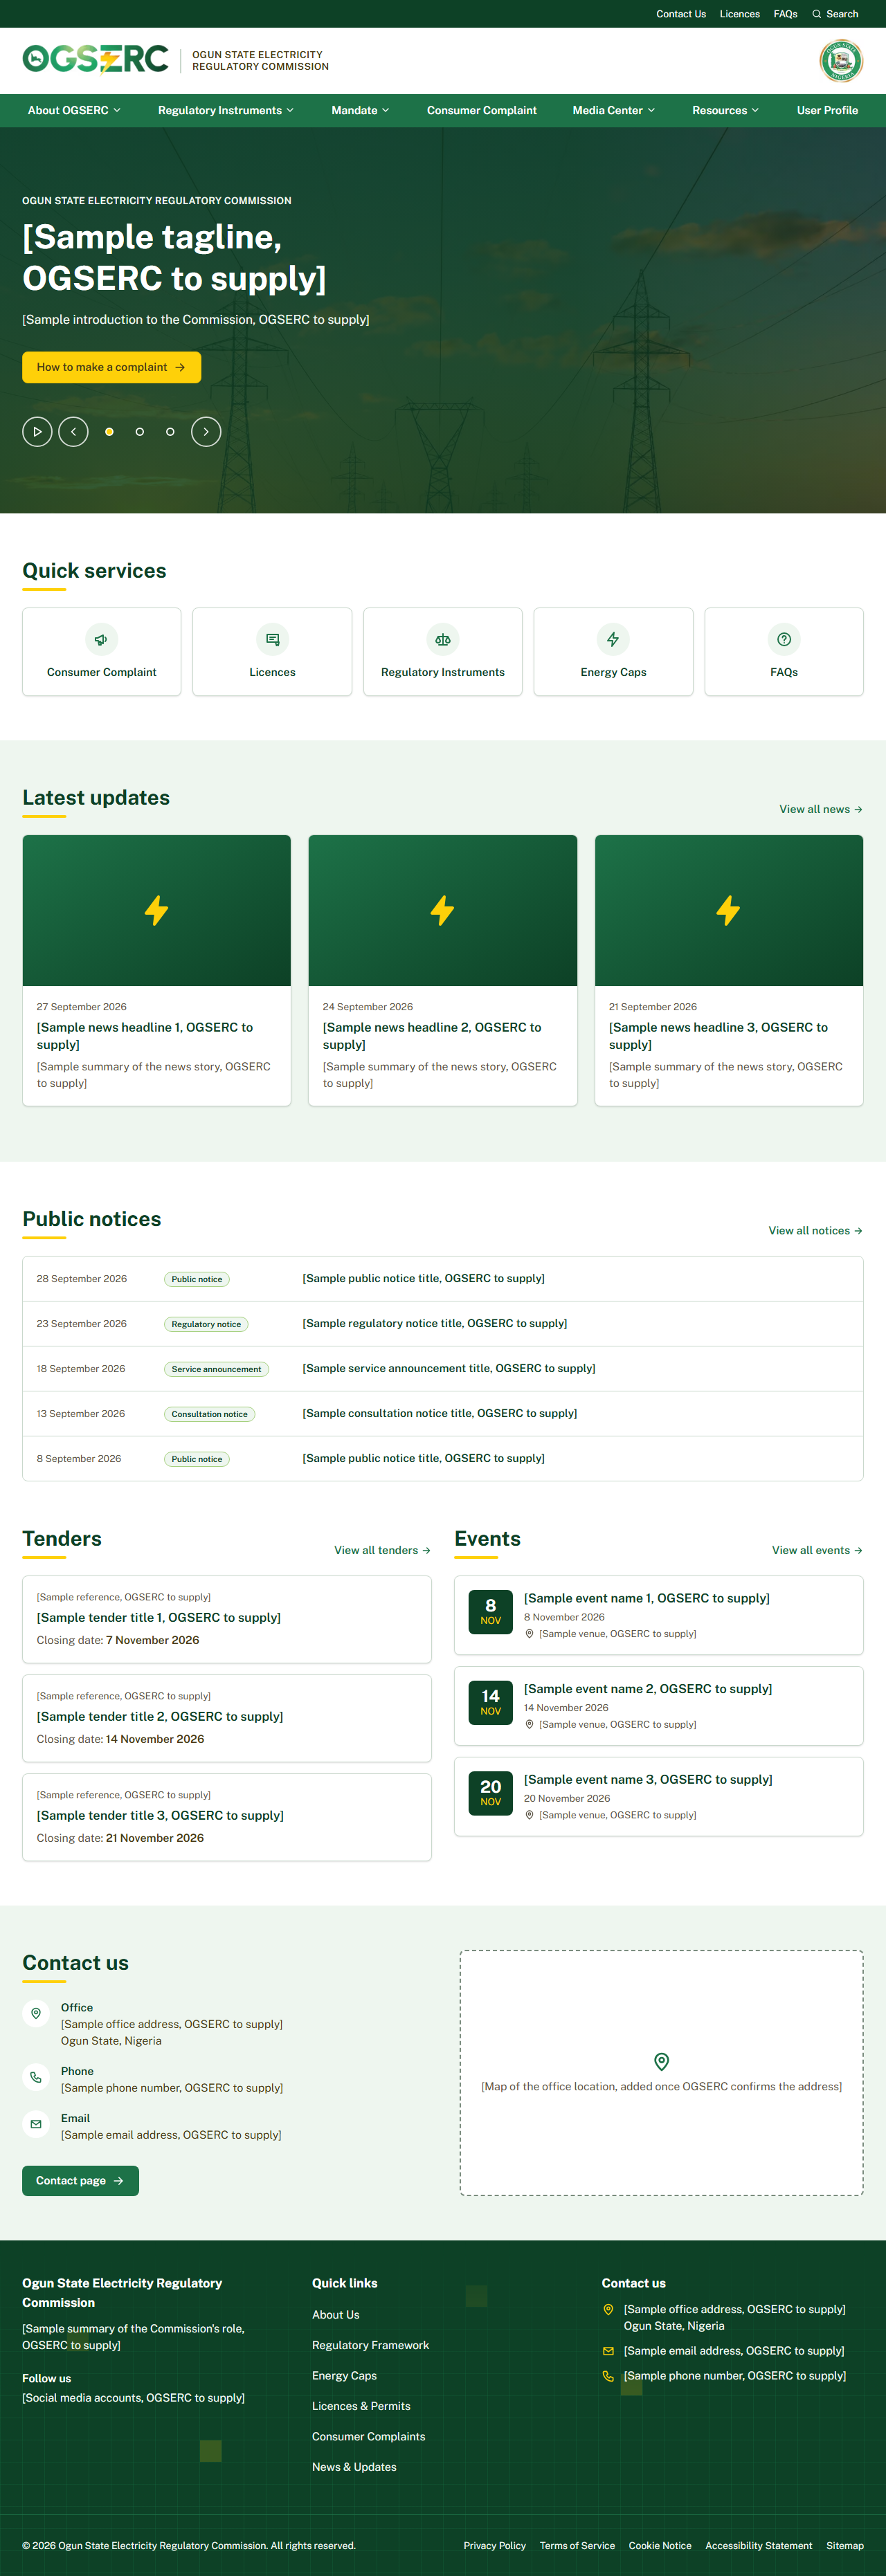 Contact Us Licences FAQs Search
OGSERC
OGUN STATE ELECTRICITY
REGULATORY COMMISSION
About OGSERC Regulatory Instruments Mandate Consumer Complaint Media Center Resources User Profile
OGUN STATE ELECTRICITY REGULATORY COMMISSION
[Sample tagline,
OGSERC to supply]
[Sample introduction to the Commission, OGSERC to supply]
How to make a complaint
Quick services
Consumer Complaint
Licences
Regulatory Instruments
Energy Caps
FAQs
Latest updates
View all news
27 September 2026
[Sample news headline 1, OGSERC to
supply]
[Sample summary of the news story, OGSERC
to supply]
24 September 2026
[Sample news headline 2, OGSERC to
supply]
[Sample summary of the news story, OGSERC
to supply]
21 September 2026
[Sample news headline 3, OGSERC to
supply]
[Sample summary of the news story, OGSERC
to supply]
Public notices
View all notices
28 September 2026 Public notice [Sample public notice title, OGSERC to supply]
23 September 2026 Regulatory notice [Sample regulatory notice title, OGSERC to supply]
18 September 2026 Service announcement [Sample service announcement title, OGSERC to supply]
13 September 2026 Consultation notice [Sample consultation notice title, OGSERC to supply]
8 September 2026 Public notice [Sample public notice title, OGSERC to supply]
Tenders
View all tenders
[Sample reference, OGSERC to supply]
[Sample tender title 1, OGSERC to supply]
Closing date: 7 November 2026
[Sample reference, OGSERC to supply]
[Sample tender title 2, OGSERC to supply]
Closing date: 14 November 2026
[Sample reference, OGSERC to supply]
[Sample tender title 3, OGSERC to supply]
Closing date: 21 November 2026
Events
View all events
8
NOV
[Sample event name 1, OGSERC to supply]
8 November 2026
[Sample venue, OGSERC to supply]
14
NOV
[Sample event name 2, OGSERC to supply]
14 November 2026
[Sample venue, OGSERC to supply]
20
NOV
[Sample event name 3, OGSERC to supply]
20 November 2026
[Sample venue, OGSERC to supply]
Contact us
Office
[Sample office address, OGSERC to supply]
Ogun State, Nigeria
Phone
[Sample phone number, OGSERC to supply]
Email
[Sample email address, OGSERC to supply]
Contact page
[Map of the office location, added once OGSERC confirms the address]
Ogun State Electricity Regulatory
Commission
[Sample summary of the Commission's role,
OGSERC to supply]
Follow us
[Social media accounts, OGSERC to supply]
Quick links
About Us
Regulatory Framework
Energy Caps
Licences & Permits
Consumer Complaints
News & Updates
Contact us
[Sample office address, OGSERC to supply]
Ogun State, Nigeria
[Sample email address, OGSERC to supply]
[Sample phone number, OGSERC to supply]
© 2026 Ogun State Electricity Regulatory Commission. All rights reserved.
Privacy Policy Terms of Service Cookie Notice Accessibility Statement Sitemap